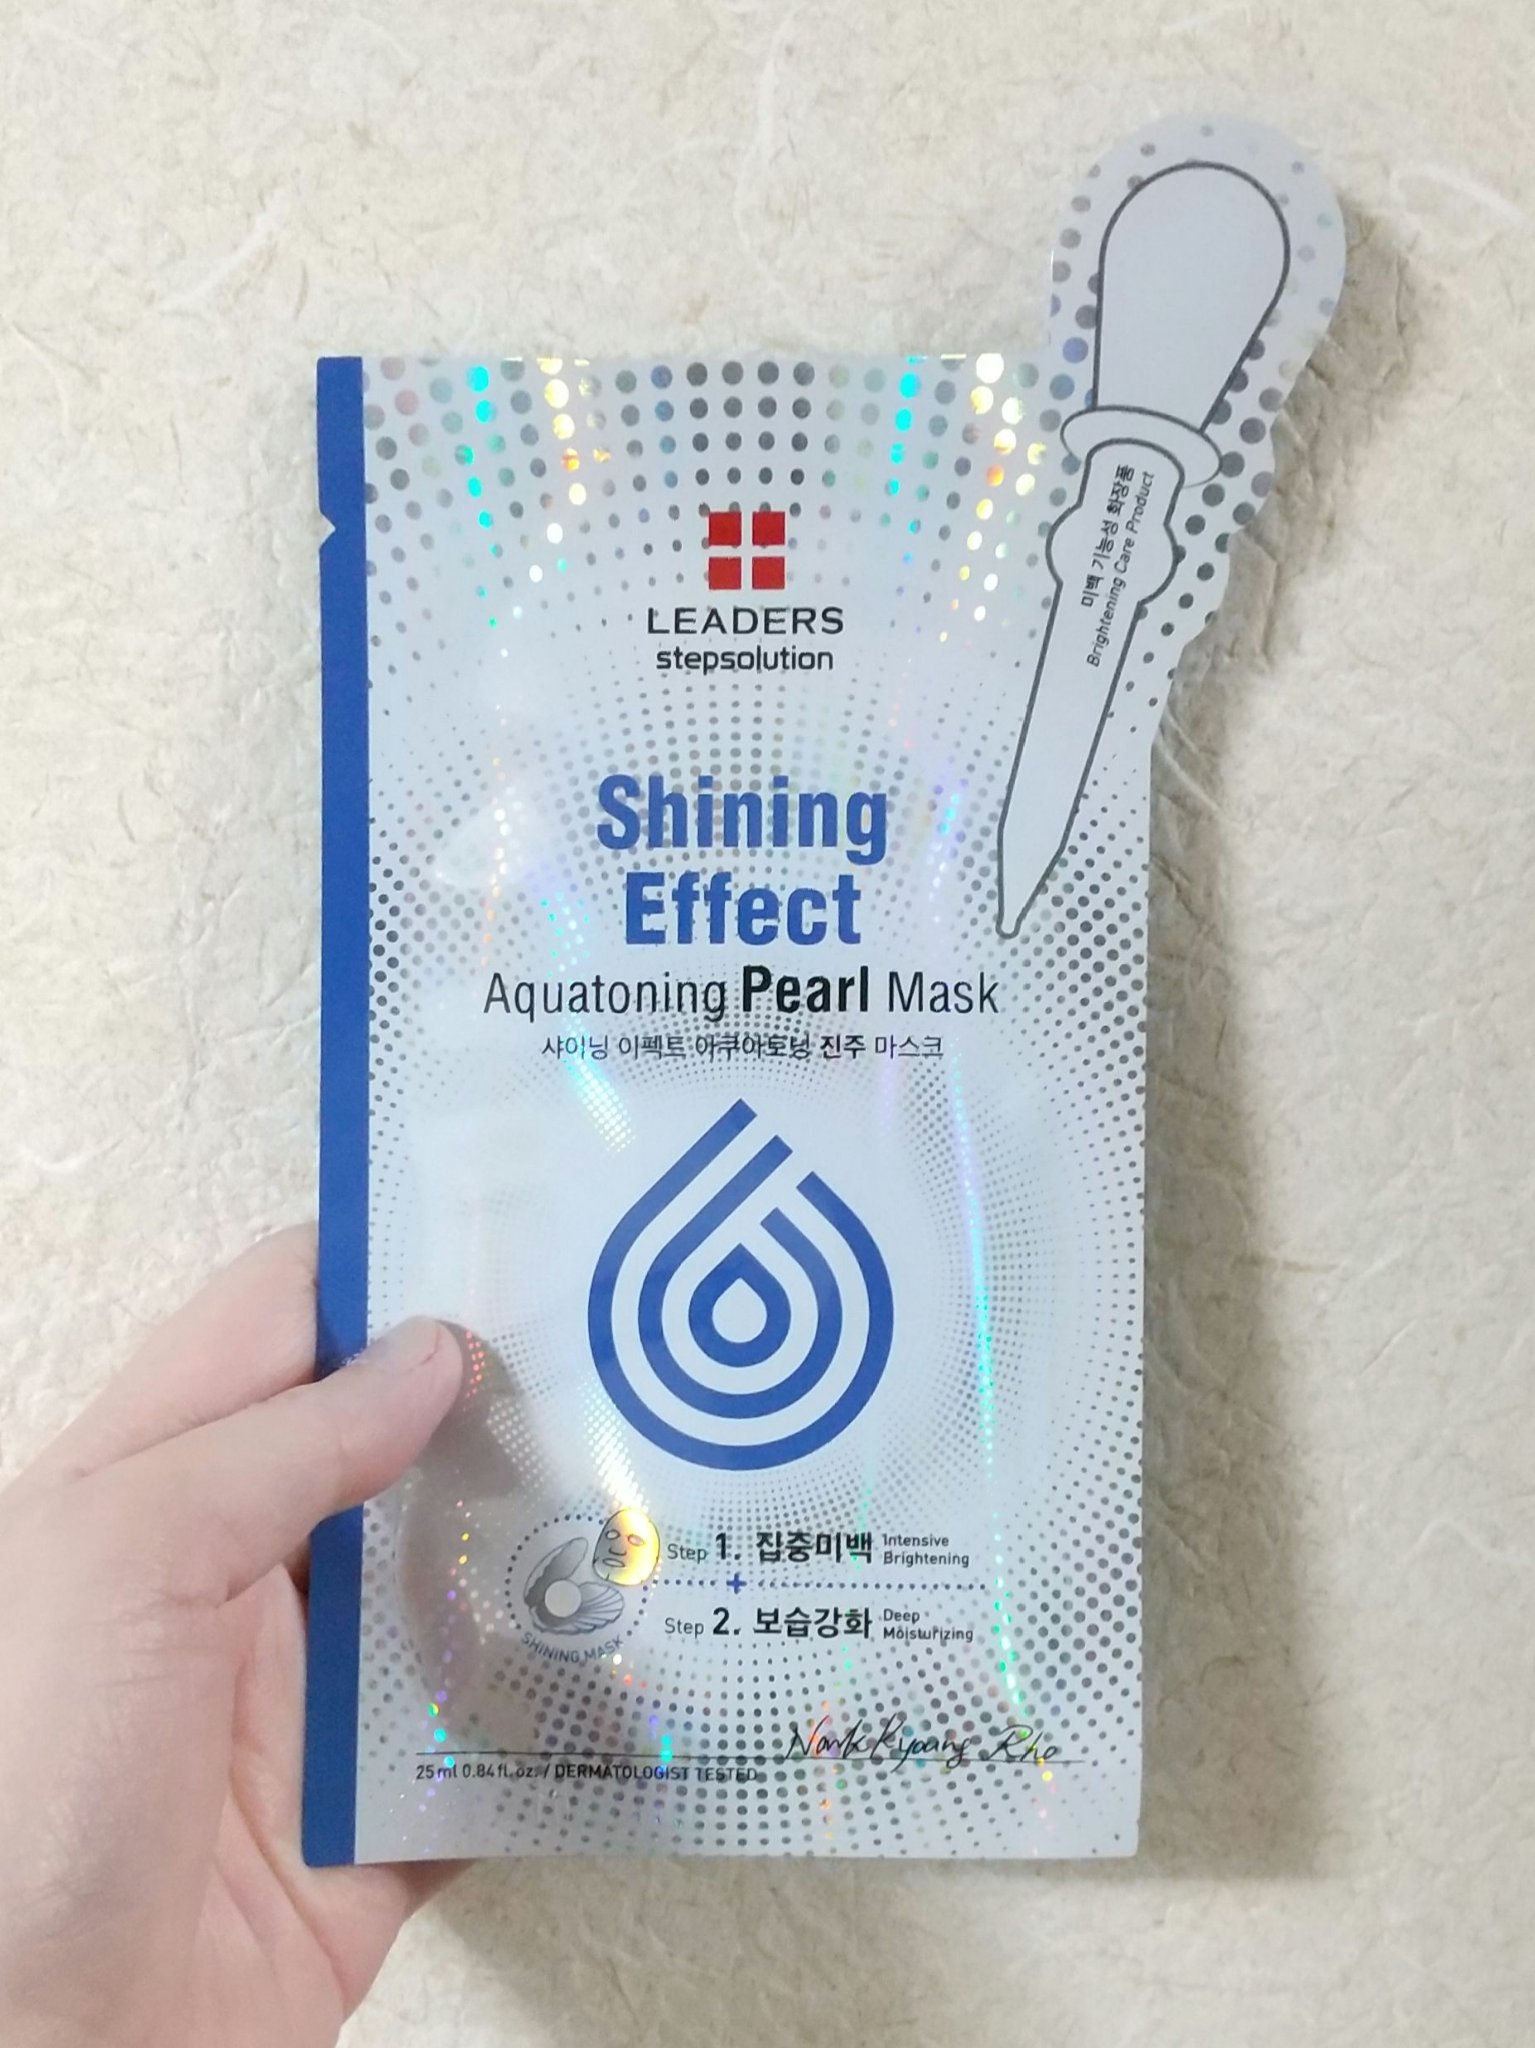 미백 기능성 화장품
Brightening Care Product
LEADERS
stepsolution
Shining
Effect
Aquatoning Pearl Mask
샤이닝 이펙트 아쿠아토닝 진주 마스크
Step 1. 집중미백 Intensive
Brightening
+
Step 2. 보습강화 Deep
Moisturizing
SHINING MASK
Nonk Kyoung Rho
25ml 0.84fl.oz. / DERMATOLOGIST TESTED